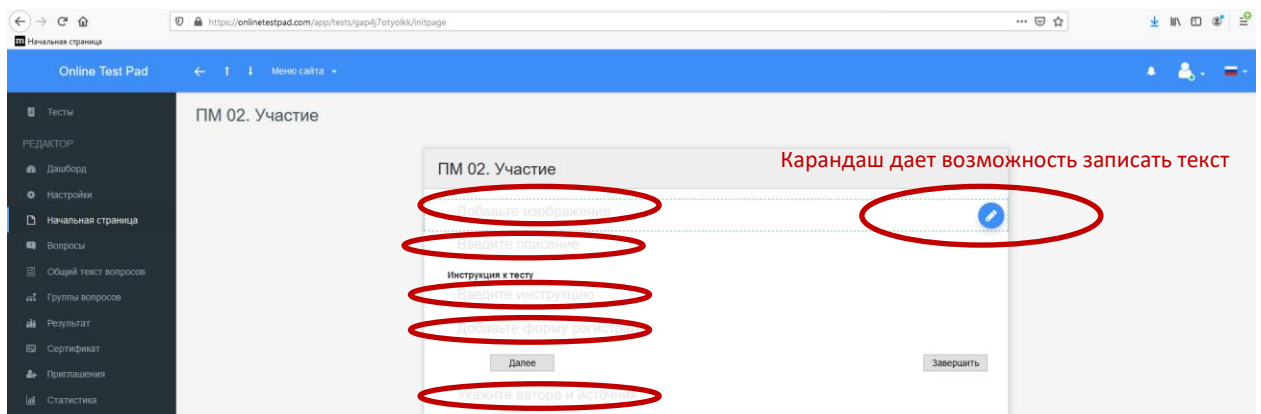 https://onlinetestpad.com/app/tests/gap4j7otyolkk/initpage
Начальная страница
Online Test Pad
Меню сайта
Тесты
ПМ 02. Участие
РЕДАКТОР
Дашборд
Настройки
Начальная страница
Вопросы
Общий текст вопросов
Группы вопросов
Результат
Сертификат
Приглашения
Статистика
ПМ 02. Участие
Карандаш дает возможность записать текст
Добавьте изображение
Введите описание
Инструкция к тесту
Введите инструкцию
Добавьте форму
Далее
Завершить
Укажите автора и источник